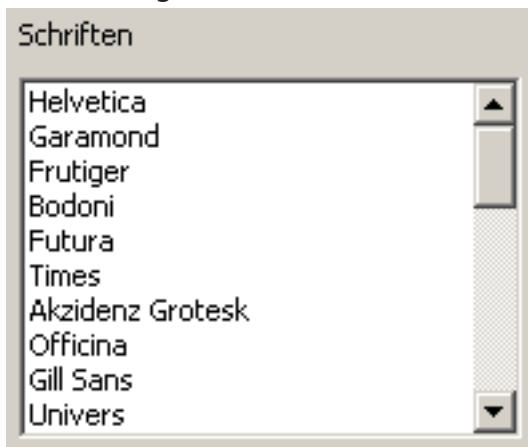 Schriften
Helvetica
Garamond
Frutiger
Bodoni
Futura
Times
Akzidenz Grotesk
Officina
Gill Sans
Univers